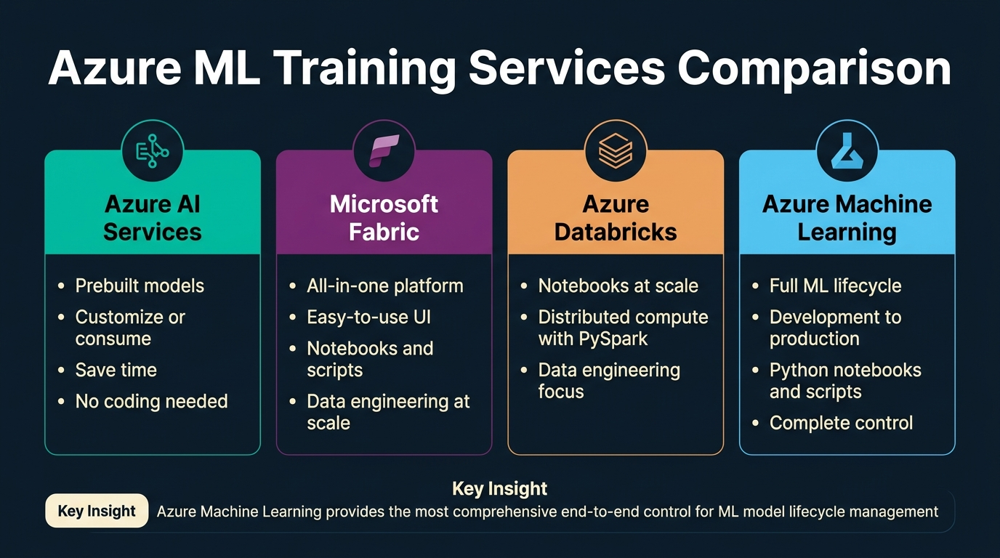 Azure ML Training Services Comparison
Azure AI
Services
• Prebuilt models
• Customize or
consume
• Save time
• No coding needed
Microsoft
Fabric
• All-in-one platform
• Easy-to-use UI
• Notebooks and
scripts
• Data engineering at
scale
Azure
Databricks
• Notebooks at scale
• Distributed compute
with PySpark
• Data engineering
focus
Azure Machine
Learning
• Full ML lifecycle
• Development to
production
• Python notebooks
and scripts
• Complete control
Key Insight
Key Insight Azure Machine Learning provides the most comprehensive end-to-end control for ML model lifecycle management